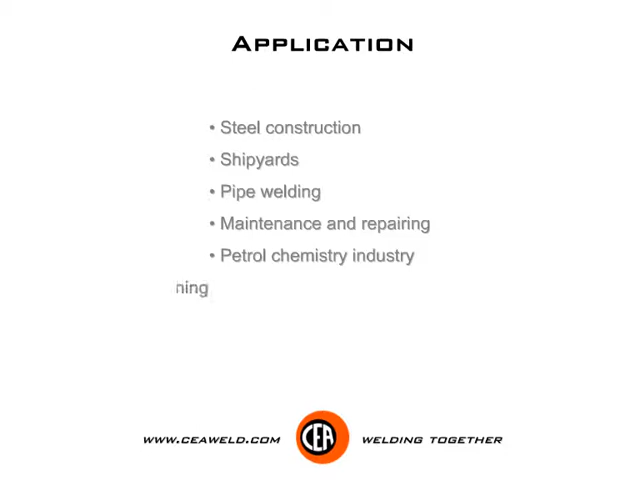 APPLICATION
• Steel construction
• Shipyards
• Pipe welding
• Maintenance and repairing
• Petrol chemistry industry
ning
WWW.CEAWELD.COM CEA WELDING TOGETHER